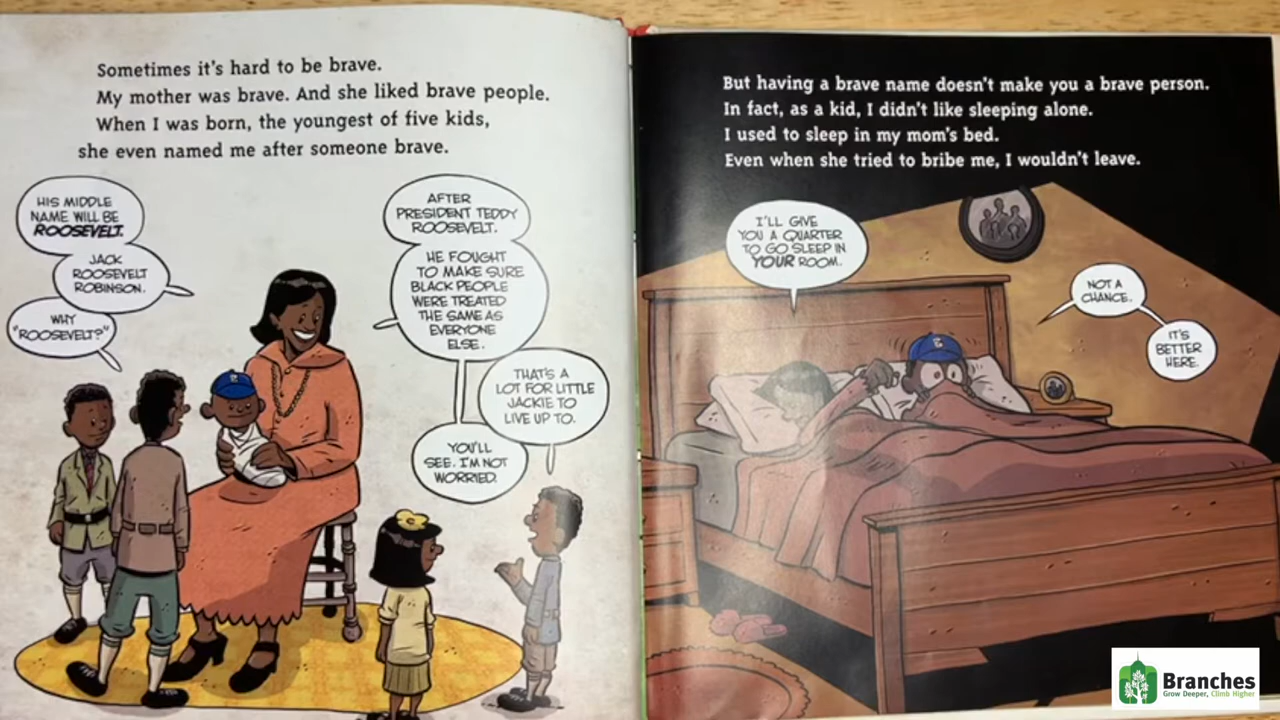 Sometimes it's hard to be brave.
My mother was brave. And she liked brave people.
When I was born, the youngest of five kids,
she even named me after someone brave.
HIS MIDDLE
NAME WILL BE
ROOSEVELT.
JACK
ROOSEVELT
ROBINSON.
WHY
"ROOSEVELT?"
AFTER
PRESIDENT TEDDY
ROOSEVELT.
HE FOUGHT
TO MAKE SURE
BLACK PEOPLE
WERE TREATED
THE SAME AS
EVERYONE
ELSE.
THAT'S A
LOT FOR LITTLE
JACKIE TO
LIVE UP TO.
YOU'LL
SEE. I'M NOT
WORRIED.
But having a brave name doesn't make you a brave person.
In fact, as a kid, I didn't like sleeping alone.
I used to sleep in my mom's bed.
Even when she tried to bribe me, I wouldn't leave.
I'LL GIVE
YOU A QUARTER
TO GO SLEEP IN
YOUR ROOM.
NOT A
CHANCE.
IT'S
BETTER
HERE.
Branches
Grow Deeper, Climb Higher